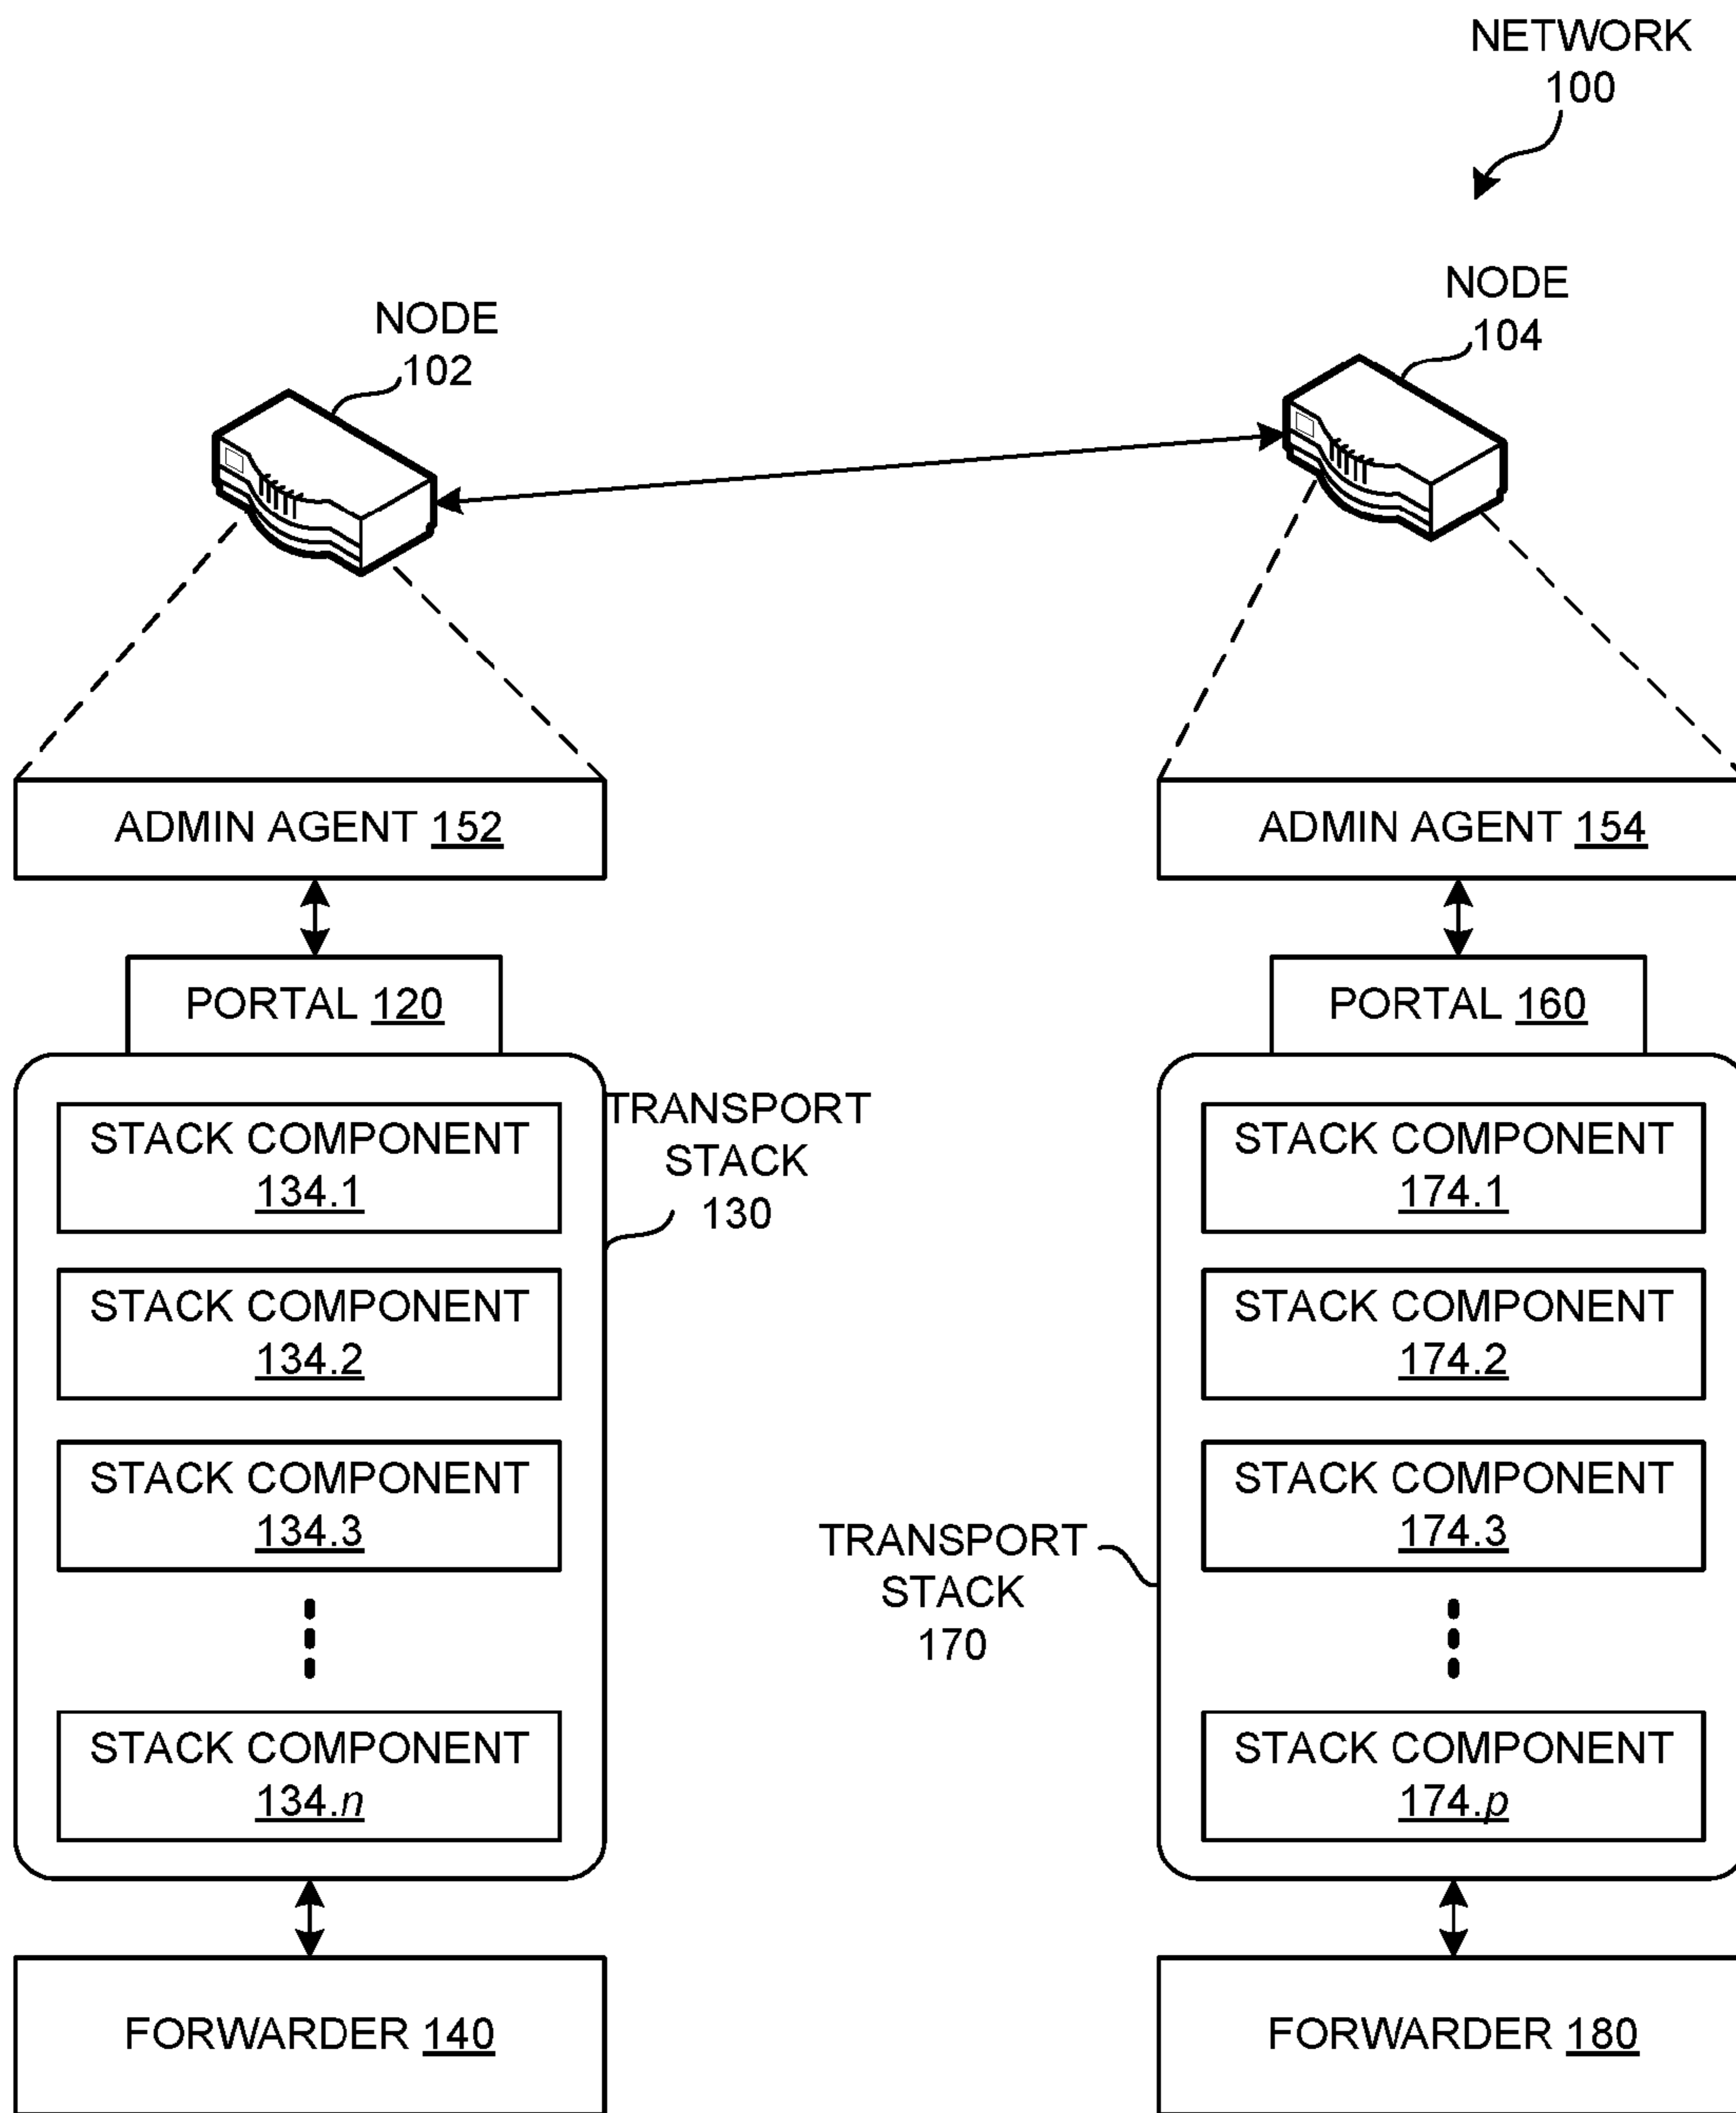 NETWORK
100
NODE
104
NODE
102
ADMIN AGENT 152
PORTAL 120
STACK COMPONENT
134.1
STACK COMPONENT
134.2
STACK COMPONENT
134.3
STACK COMPONENT
134.n
TRANSPORT
STACK
130
FORWARDER 140
ADMIN AGENT 154
PORTAL 160
STACK COMPONENT
174.1
STACK COMPONENT
174.2
STACK COMPONENT
174.3
STACK COMPONENT
174.p
TRANSPORT
STACK
170
FORWARDER 180